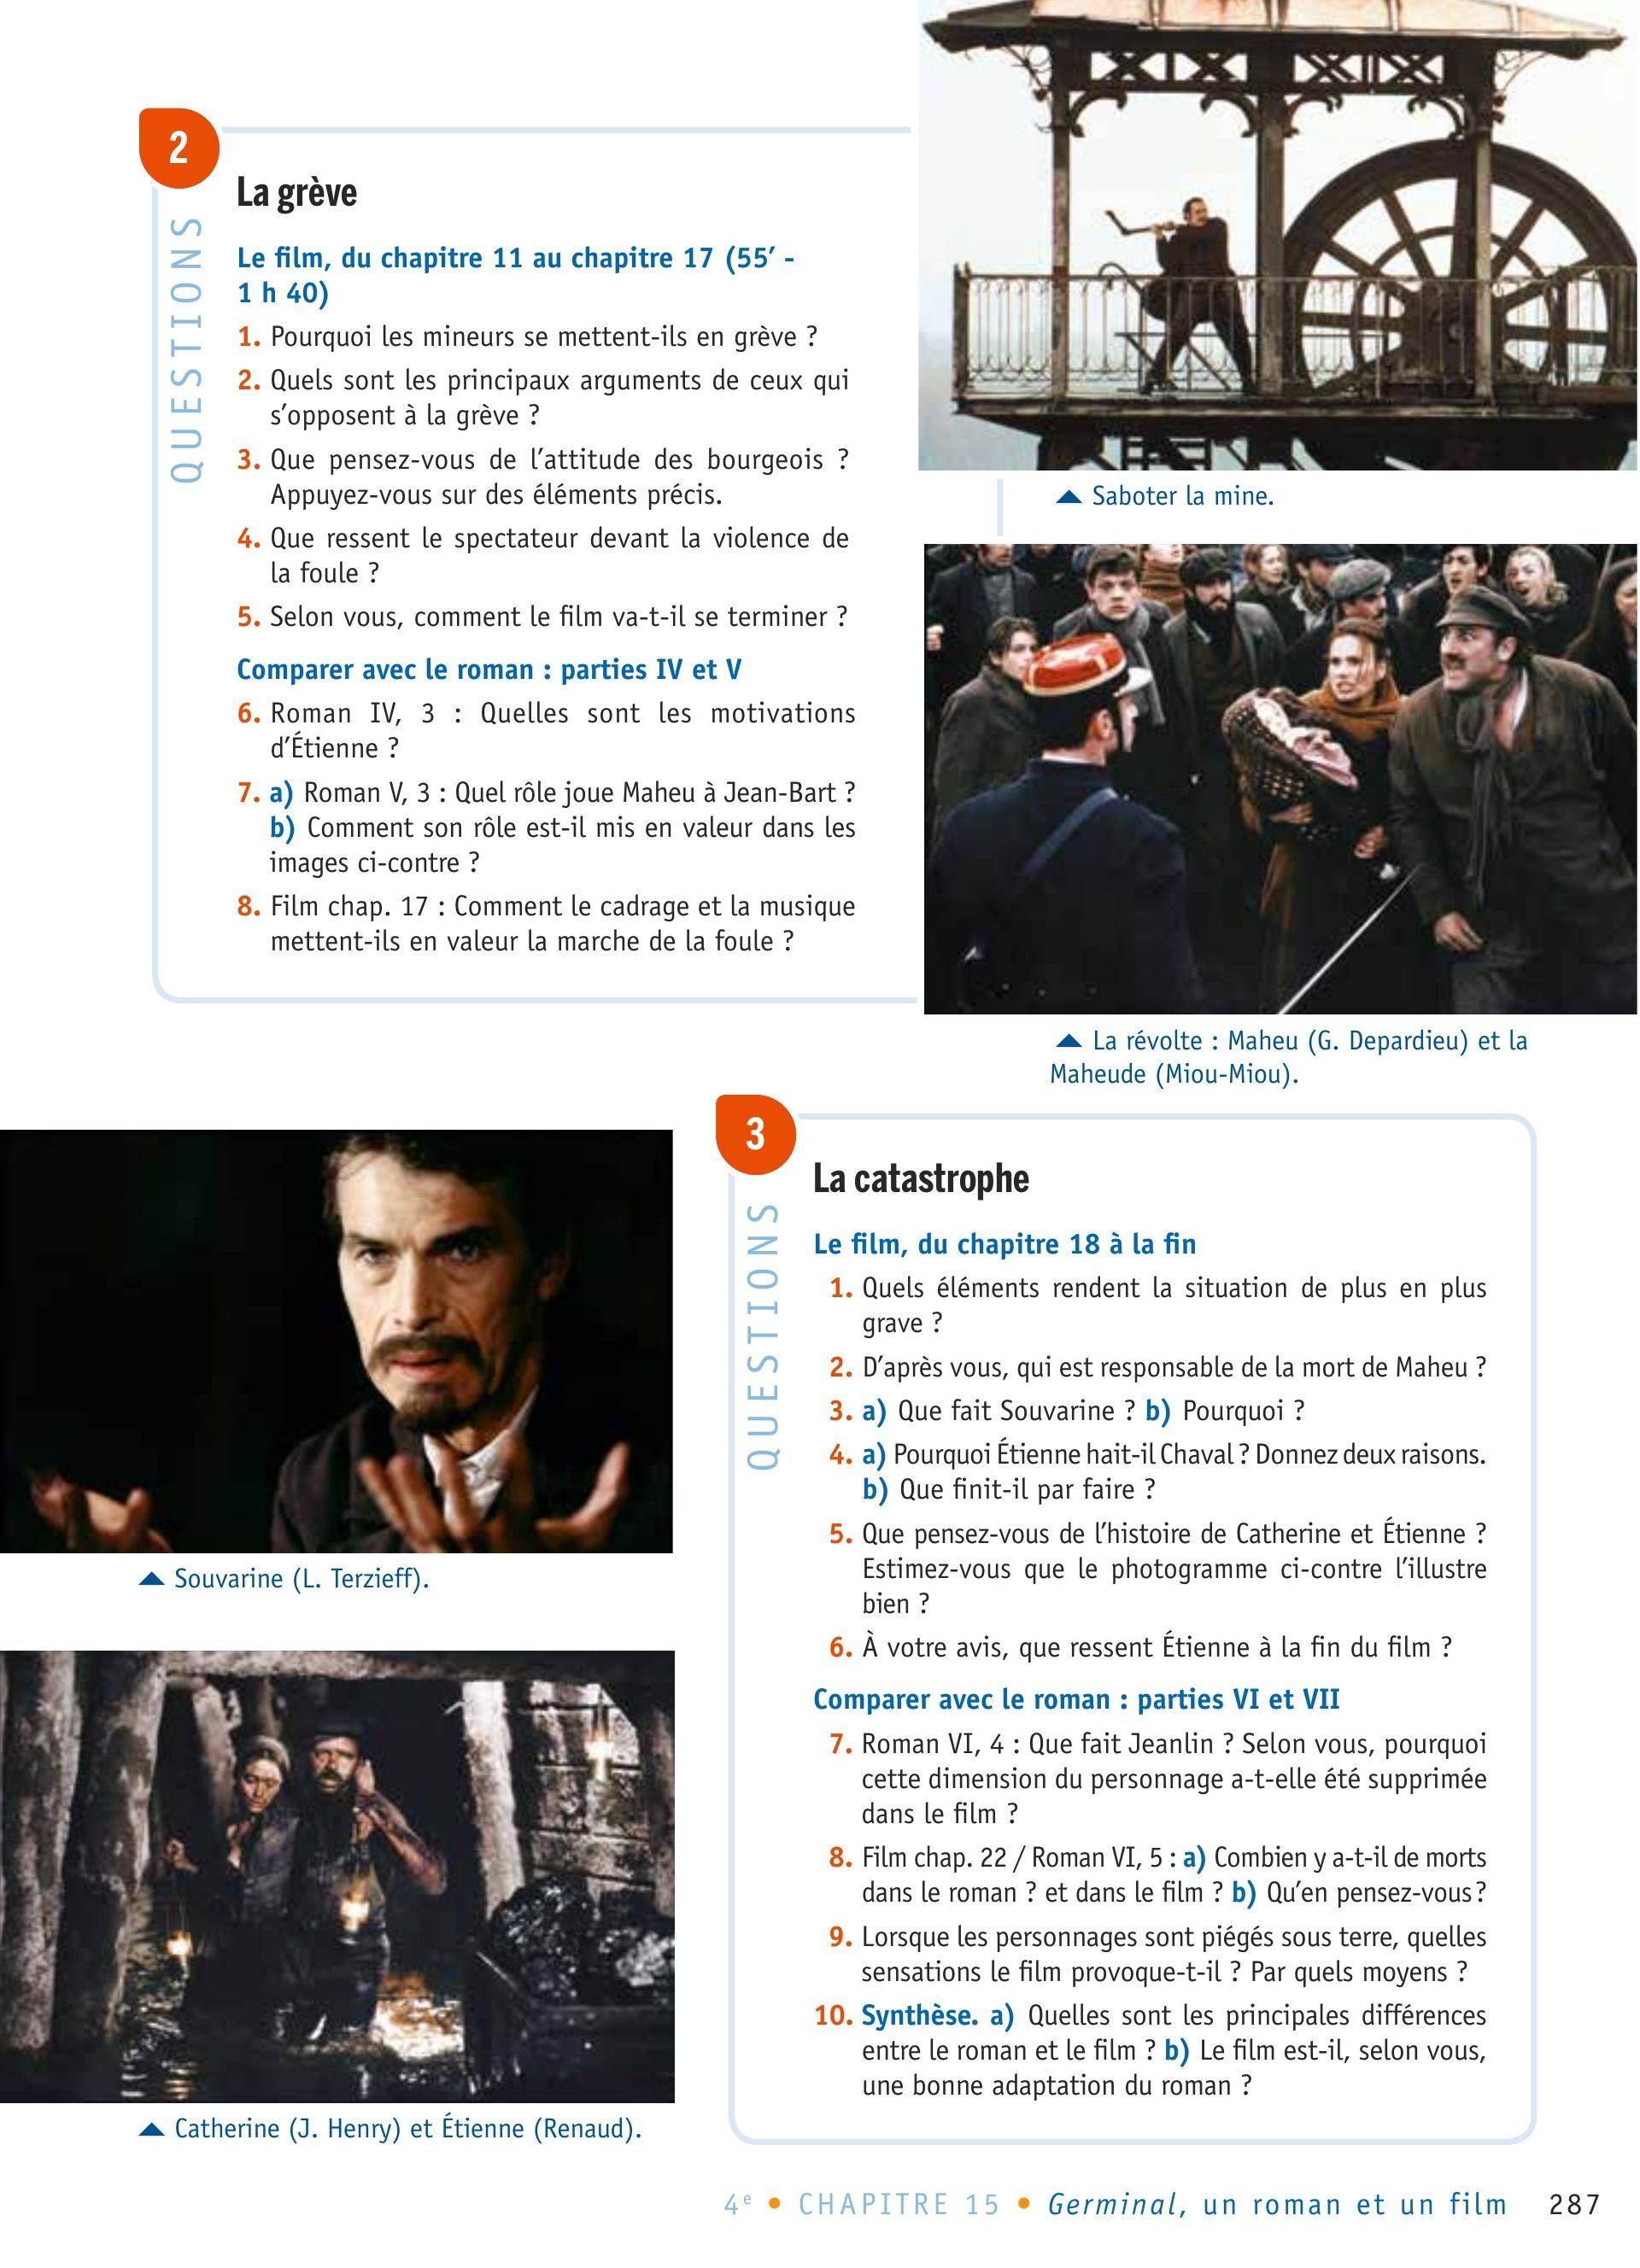 2
QUESTIONS
La grève
Le film, du chapitre 11 au chapitre 17 (55’ -
1 h 40)
1. Pourquoi les mineurs se mettent-ils en grève ?
2. Quels sont les principaux arguments de ceux qui
s’opposent à la grève ?
3. Que pensez-vous de l’attitude des bourgeois ?
Appuyez-vous sur des éléments précis.
4. Que ressent le spectateur devant la violence de
la foule ?
5. Selon vous, comment le film va-t-il se terminer ?
Comparer avec le roman : parties IV et V
6. Roman IV, 3 : Quelles sont les motivations
d’Étienne ?
7. a) Roman V, 3 : Quel rôle joue Maheu à Jean-Bart ?
b) Comment son rôle est-il mis en valeur dans les
images ci-contre ?
8. Film chap. 17 : Comment le cadrage et la musique
mettent-ils en valeur la marche de la foule ?
▲ Saboter la mine.
▲ La révolte : Maheu (G. Depardieu) et la
Maheude (Miou-Miou).
▲ Souvarine (L. Terzieff).
▲ Catherine (J. Henry) et Étienne (Renaud).
3
QUESTIONS
La catastrophe
Le film, du chapitre 18 à la fin
1. Quels éléments rendent la situation de plus en plus
grave ?
2. D’après vous, qui est responsable de la mort de Maheu ?
3. a) Que fait Souvarine ? b) Pourquoi ?
4. a) Pourquoi Étienne hait-il Chaval ? Donnez deux raisons.
b) Que finit-il par faire ?
5. Que pensez-vous de l’histoire de Catherine et Étienne ?
Estimez-vous que le photogramme ci-contre l’illustre
bien ?
6. À votre avis, que ressent Étienne à la fin du film ?
Comparer avec le roman : parties VI et VII
7. Roman VI, 4 : Que fait Jeanlin ? Selon vous, pourquoi
cette dimension du personnage a-t-elle été supprimée
dans le film ?
8. Film chap. 22 / Roman VI, 5 : a) Combien y a-t-il de morts
dans le roman ? et dans le film ? b) Qu’en pensez-vous?
9. Lorsque les personnages sont piégés sous terre, quelles
sensations le film provoque-t-il ? Par quels moyens ?
10. Synthèse. a) Quelles sont les principales différences
entre le roman et le film ? b) Le film est-il, selon vous,
une bonne adaptation du roman ?
4e • CHAPITRE 15 • Germinal, un roman et un film 287